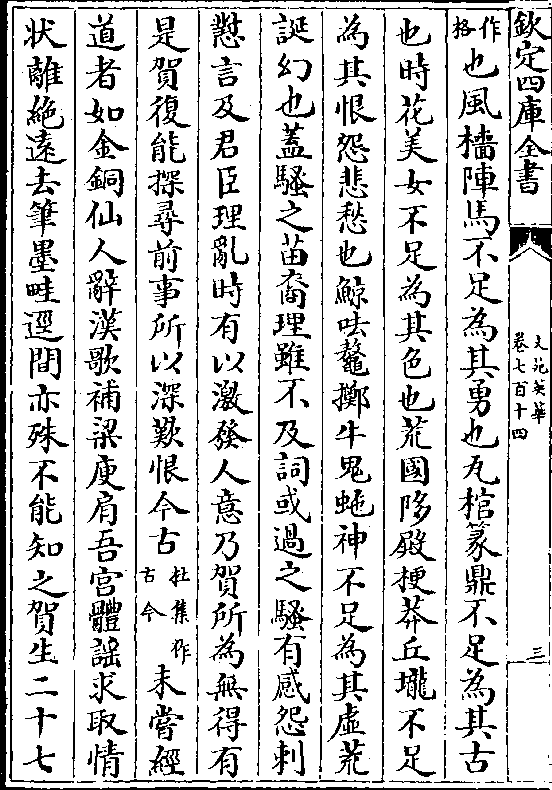 欽定四庫全書
文苑英華
卷七百十四
三
作
格
也風檣陣馬不足為其勇也瓦棺篆鼎不足為其古
也時花美女不足為其色也荒國陊殿梗莽丘壠不足
為其恨怨悲愁也鯨呿鼇擲牛鬼蛇神不足為其虛荒
誕幻也蓋騷之苗裔理雖不及詞或過之騷有感怨刺
懟言及君臣理亂時有以激發人意乃賀所為無得有
是賀復能探尋前事所以深歎恨今古
杜集作
古今
未嘗經
道者如金銅仙人辭漢歌補梁庾肩吾宮體謡求取情
状離絶遠去筆墨畦逕間亦殊不能知之賀生二十七